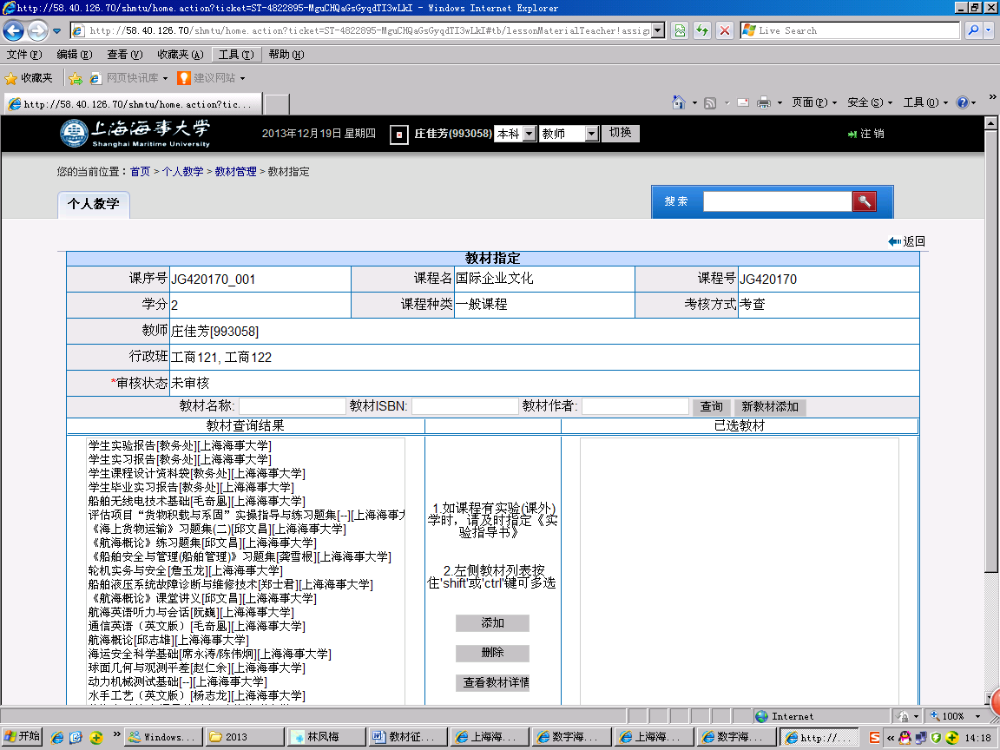 http://58.40.126.70/shmtu/home.action?ticket=ST-4822895-MguCHQaGsGyqdTI3wLkI - Windows Internet Explorer
http://58.40.126.70/shmtu/home.action?ticket=ST-4822895-MguCHQaGsGyqdTI3wLkI#tb/lessonMaterialTeacher!assig
Live Search
文件(F) 编辑(E) 查看(V) 收藏夹(A) 工具(T) 帮助(H)
收藏夹 网页快讯库 建议网站
http://58.40.126.70/shmtu/home.action?tic...
页面(P) 安全(S) 工具(O) »
上海海事大学
Shanghai Maritime University
2013年12月19日 星期四 庄佳芳(993058) 本科 教师 切换 注销
您的当前位置：首页 > 个人教学 > 教材管理 > 教材指定
个人教学
搜索
返回
教材指定
课序号 JG420170_001 课程名 国际企业文化 课程号 JG420170
学分 2 课程种类 一般课程 考核方式 考查
教师 庄佳芳[993058]
行政班 工商121, 工商122
*审核状态 未审核
教材名称: 教材ISBN: 教材作者: 查询 新教材添加
教材查询结果 已选教材
学生实验报告[教务处][上海海事大学]
学生实习报告[教务处][上海海事大学]
学生课程设计资料袋[教务处][上海海事大学]
学生毕业实习报告[教务处][上海海事大学]
船舶无线电技术基础[毛奇凰][上海海事大学]
评估项目“货物积载与系固”实操指导与练习题集[--][上海海事大
《海上货物运输》习题集(二)[邱文昌][上海海事大学]
《航海概论》练习题集[邱文昌][上海海事大学]
《船舶安全与管理(船舶管理)》习题集[龚雪根][上海海事大学]
轮机实务与安全[詹玉龙][上海海事大学]
船舶液压系统故障诊断与维修技术[郑士君][上海海事大学]
《航海概论》课堂讲义[邱文昌][上海海事大学]
航海英语听力与会话[阮巍][上海海事大学]
通信英语（英文版）[毛奇凰][上海海事大学]
航海概论[邱志雄][上海海事大学]
海运安全科学基础[席永涛/陈伟炯][上海海事大学]
球面几何与观测平差[赵仁余][上海海事大学]
动力机械测试基础[--][上海海事大学]
水手工艺（英文版）[杨志龙][上海海事大学]
1.如课程有实验(课外)
学时，请及时指定《实
验指导书》
2.左侧教材列表按
住'shift'或'ctrl'键可多选
添加
删除
查看教材详情
Internet 100%
开始 » Windows... 2013 林凤梅 教材征... 上海海... 数字海... 上海海... 数字海... http://... « 14:18